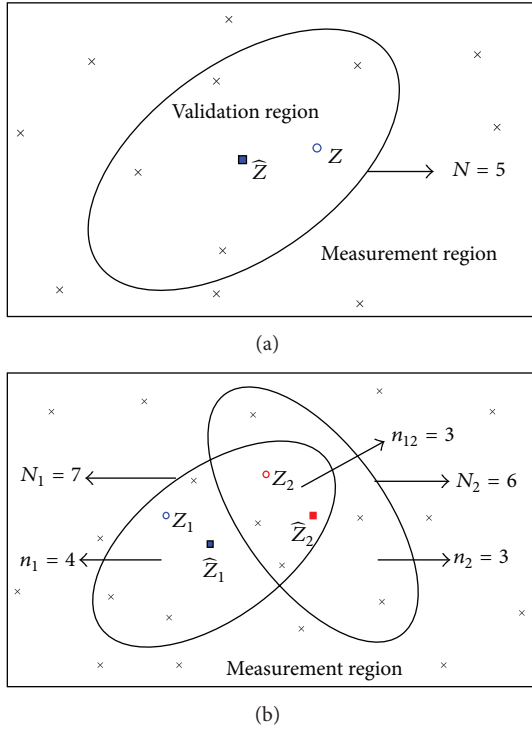 Validation region
Ẑ
Z
N = 5
Measurement region
(a)
n₁₂ = 3
N₁ = 7
Z₂
N₂ = 6
Z₁
Ẑ₂
Ẑ₁
n₁ = 4
n₂ = 3
Measurement region
(b)